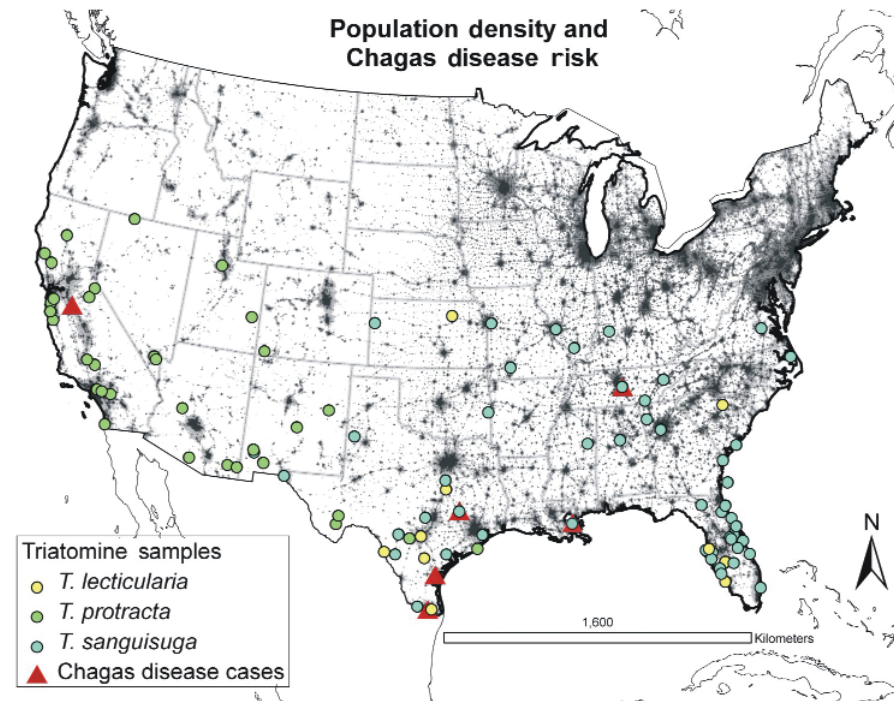 Population density and
Chagas disease risk
N
1,600
Kilometers
Triatomine samples
T. lecticularia
T. protracta
T. sanguisuga
Chagas disease cases